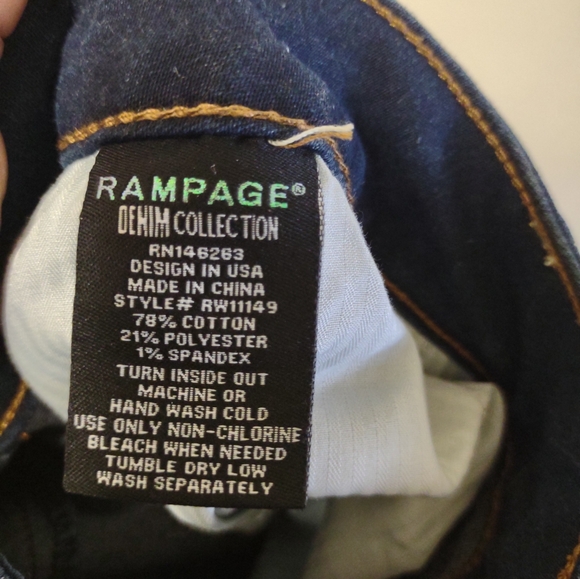 RAMPAGE®
DENIM COLLECTION
RN146263
DESIGN IN USA
MADE IN CHINA
STYLE# RW11149
78% COTTON
21% POLYESTER
1% SPANDEX
TURN INSIDE OUT
MACHINE OR
HAND WASH COLD
USE ONLY NON-CHLORINE
BLEACH WHEN NEEDED
TUMBLE DRY LOW
WASH SEPARATELY